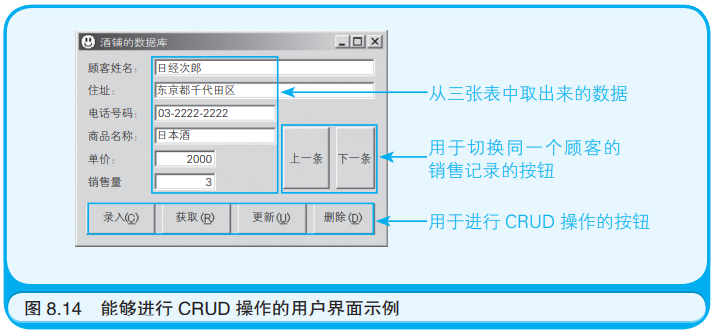 酒铺的数据库
顾客姓名： 日经次郎
住址： 东京都千代田区
电话号码： 03-2222-2222
商品名称： 日本酒
单价： 2000
销售量 3
上一条 下一条
录入(C) 获取(R) 更新(U) 删除(D)
从三张表中取出来的数据
用于切换同一个顾客的
销售记录的按钮
用于进行 CRUD 操作的按钮
图 8.14 能够进行 CRUD 操作的用户界面示例